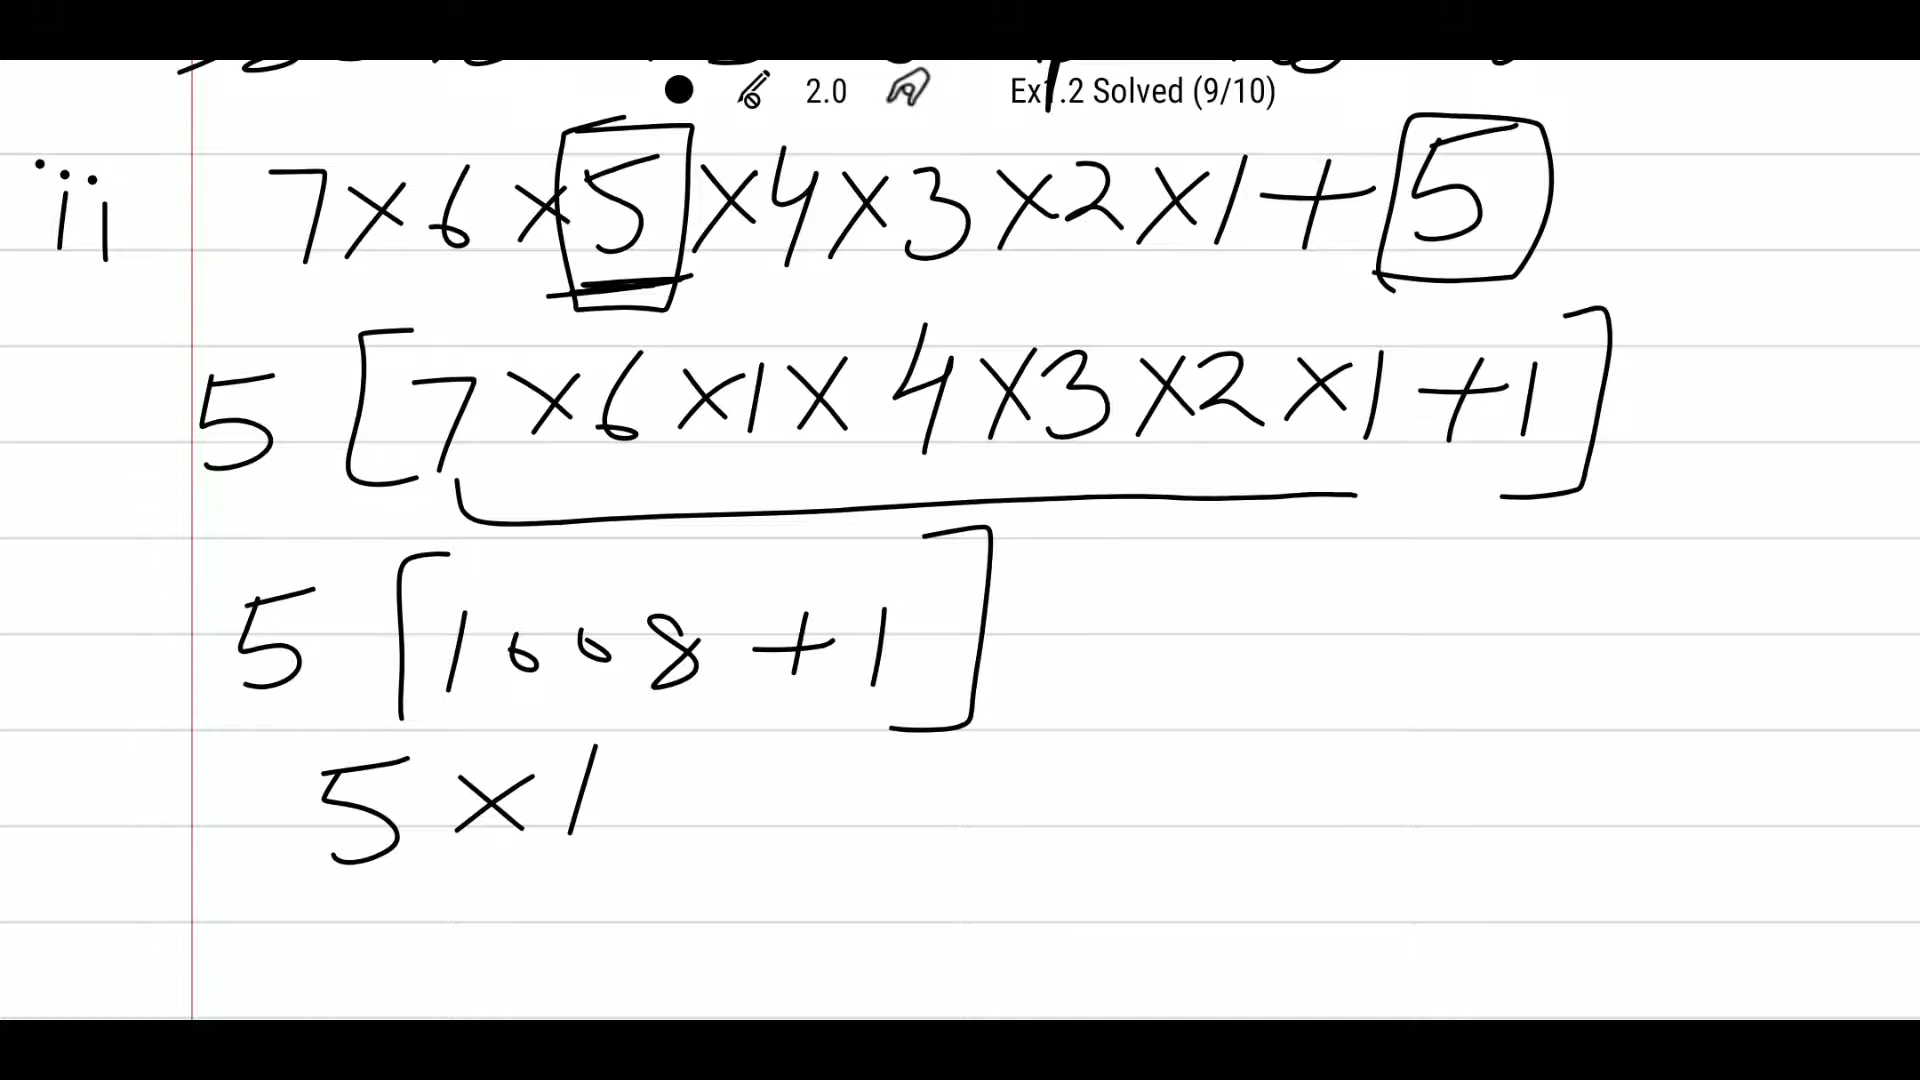 2.0 Ex1.2 Solved (9/10)
ii 7×6×5×4×3×2×1+5
5 [7×6×1×4×3×2×1+1]
5 [1008+1]
5×1